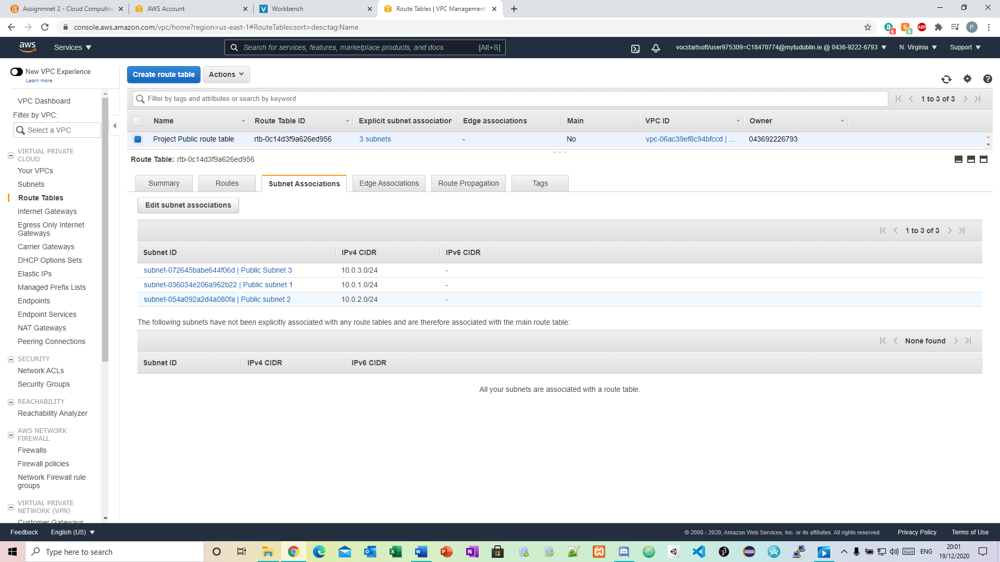 Assignmnet 2 - Cloud Computing
AWS Account
Workbench
Route Tables | VPC Management
console.aws.amazon.com/vpc/home?region=us-east-1#RouteTables:sort=desc:tag:Name
6
8
ABP
P
aws
Services
Search for services, features, marketplace products, and docs
[Alt+S]
vocstartsoft/user975309=C18470774@mytudublin.ie @ 0436-9222-6793
N. Virginia
Support
New VPC Experience
Learn more
VPC Dashboard
Filter by VPC:
Select a VPC
VIRTUAL PRIVATE
CLOUD
Your VPCs
Subnets
Route Tables
Internet Gateways
Egress Only Internet
Gateways
Carrier Gateways
DHCP Options Sets
Elastic IPs
Managed Prefix Lists
Endpoints
Endpoint Services
NAT Gateways
Peering Connections
SECURITY
Network ACLs
Security Groups
REACHABILITY
Reachability Analyzer
AWS NETWORK
FIREWALL
Firewalls
Firewall policies
Network Firewall rule
groups
VIRTUAL PRIVATE
NETWORK (VPN)
Customer Gateways
Create route table
Actions
Filter by tags and attributes or search by keyword
1 to 3 of 3
Name
Route Table ID
Explicit subnet association
Edge associations
Main
VPC ID
Owner
Project Public route table
rtb-0c14d3f9a626ed956
3 subnets
-
No
vpc-06ac39ef8c94bfccd | ...
043692226793
Route Table: rtb-0c14d3f9a626ed956
Summary
Routes
Subnet Associations
Edge Associations
Route Propagation
Tags
Edit subnet associations
1 to 3 of 3
Subnet ID
IPv4 CIDR
IPv6 CIDR
subnet-072645babe644f06d | Public Subnet 3
10.0.3.0/24
-
subnet-036034e206a962b22 | Public subnet 1
10.0.1.0/24
-
subnet-054a092a2d4a080fa | Public subnet 2
10.0.2.0/24
-
The following subnets have not been explicitly associated with any route tables and are therefore associated with the main route table:
None found
Subnet ID
IPv4 CIDR
IPv6 CIDR
All your subnets are associated with a route table.
Feedback
English (US)
© 2008 - 2020, Amazon Web Services, Inc. or its affiliates. All rights reserved.
Privacy Policy
Terms of Use
Type here to search
ENG
20:01
19/12/2020